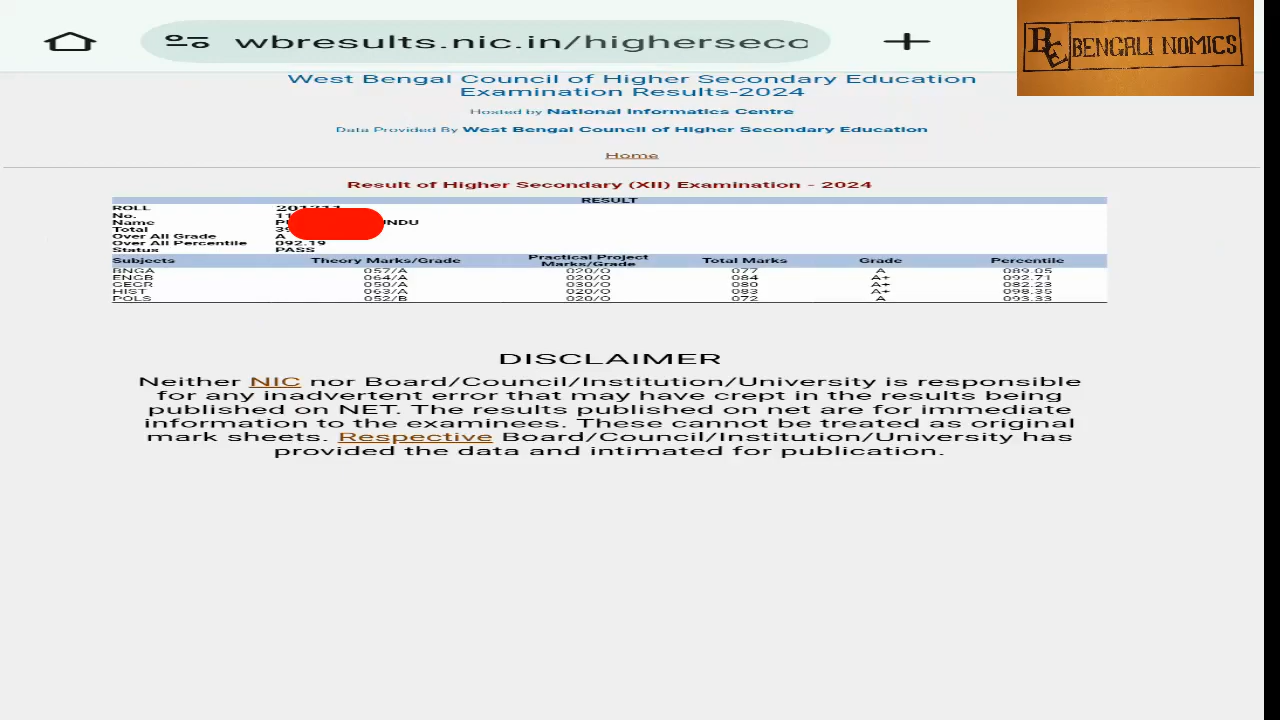 wbresults.nic.in/highersecc
BE BENGALI NOMICS
West Bengal Council of Higher Secondary Education
Examination Results-2024
Hosted by National Informatics Centre
Data Provided By West Bengal Council of Higher Secondary Education
Home
Result of Higher Secondary (XII) Examination - 2024
RESULT
ROLL
No.
Name UNDU
Total
Over All Grade A
Over All Percentile 092.19
Status PASS
Subjects Theory Marks/Grade Practical Project Marks/Grade Total Marks Grade Percentile
BNGA 057/A 020/O 077 A 089.05
ENGB 064/A 020/O 084 A+ 092.71
GEGR 050/A 030/O 080 A+ 082.23
HIST 063/A 020/O 083 A+ 098.35
POLS 052/B 020/O 072 A 093.33
DISCLAIMER
Neither NIC nor Board/Council/Institution/University is responsible
for any inadvertent error that may have crept in the results being
published on NET. The results published on net are for immediate
information to the examinees. These cannot be treated as original
mark sheets. Respective Board/Council/Institution/University has
provided the data and intimated for publication.